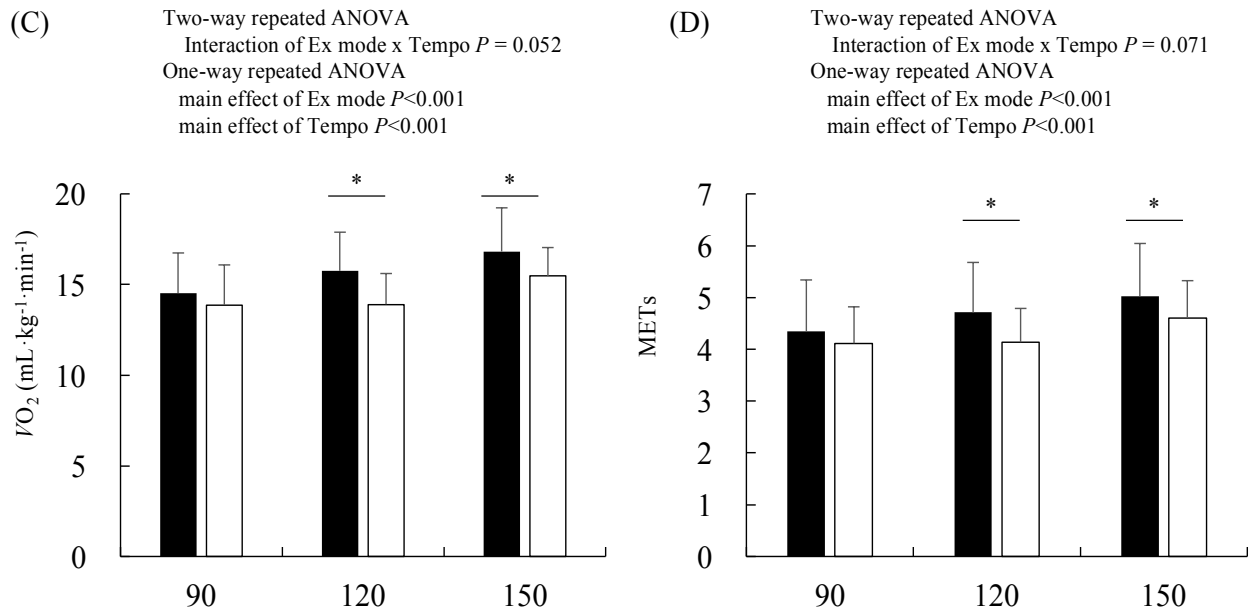 (C)
Two-way repeated ANOVA
Interaction of Ex mode x Tempo P = 0.052
One-way repeated ANOVA
main effect of Ex mode P<0.001
main effect of Tempo P<0.001
20
15
10
5
0
VO₂ (mL·kg⁻¹·min⁻¹)
*
*
90
120
150
(D)
Two-way repeated ANOVA
Interaction of Ex mode x Tempo P = 0.071
One-way repeated ANOVA
main effect of Ex mode P<0.001
main effect of Tempo P<0.001
7
6
5
4
3
2
1
0
METs
*
*
90
120
150